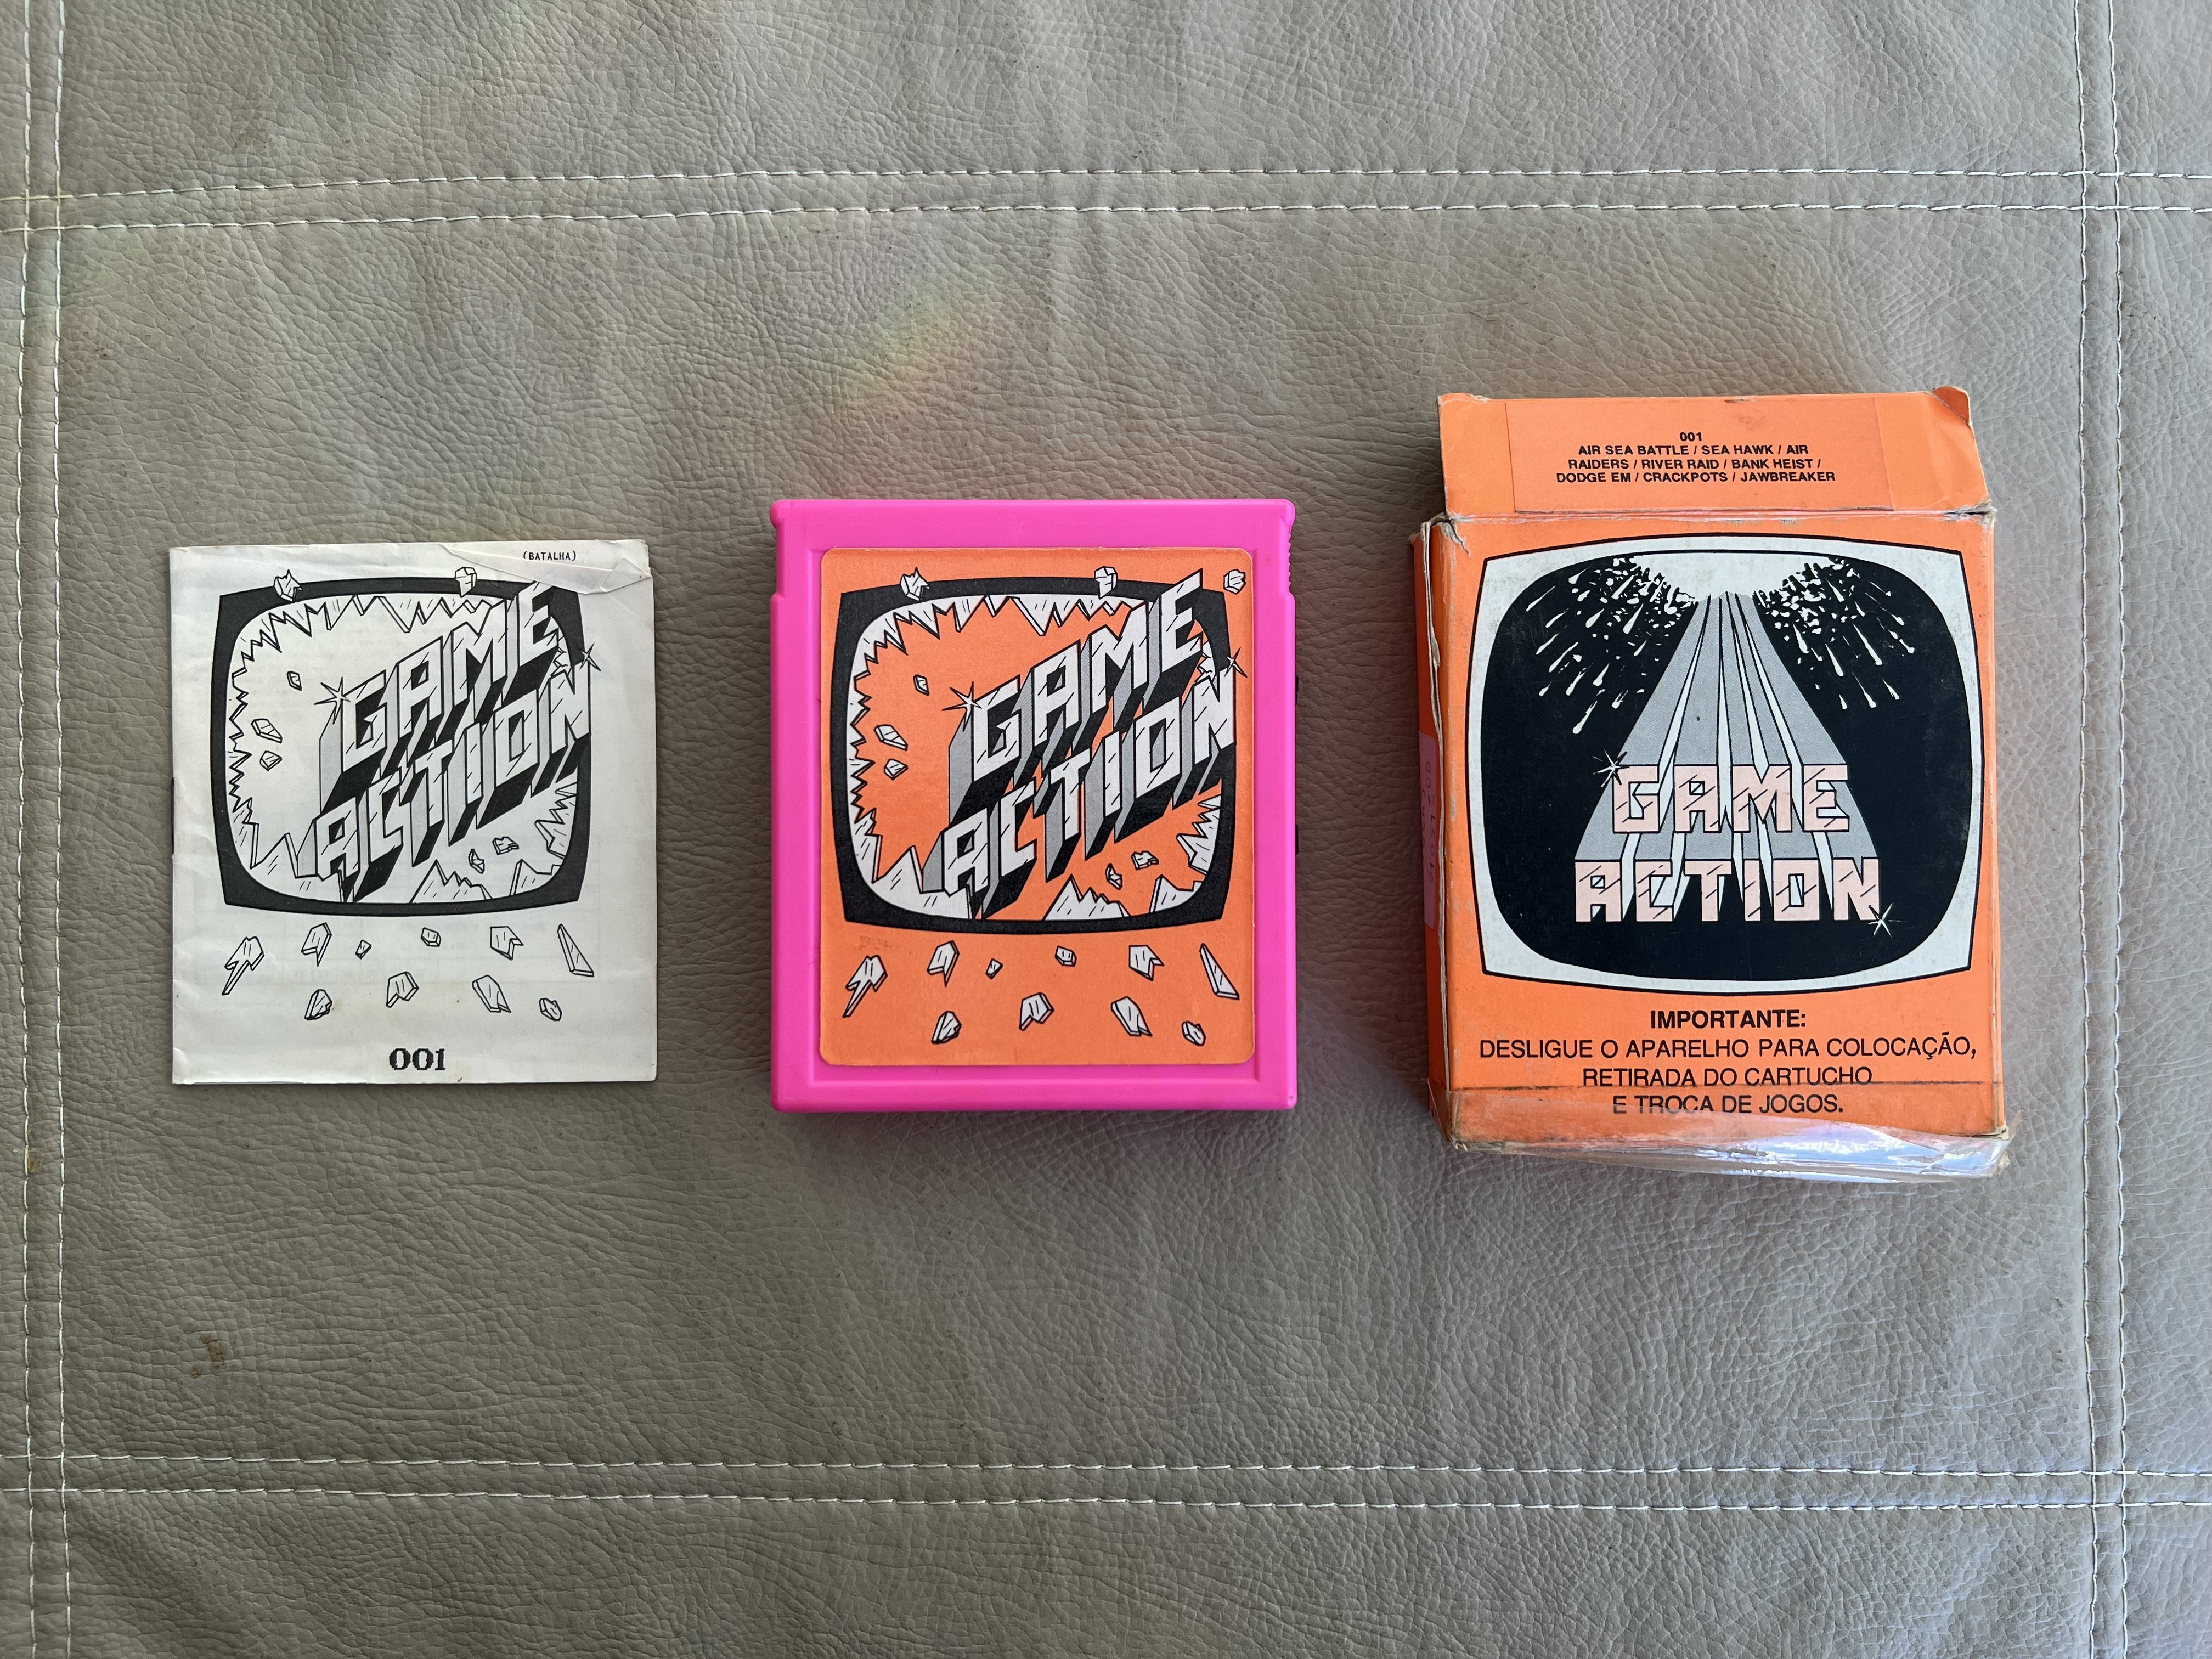 (BATALHA)
GAME
ACTION
001
GAME
ACTION
001
AIR SEA BATTLE / SEA HAWK / AIR
RAIDERS / RIVER RAID / BANK HEIST /
DODGE EM / CRACKPOTS / JAWBREAKER
GAME
ACTION
IMPORTANTE:
DESLIGUE O APARELHO PARA COLOCAÇÃO,
RETIRADA DO CARTUCHO
E TROCA DE JOGOS.